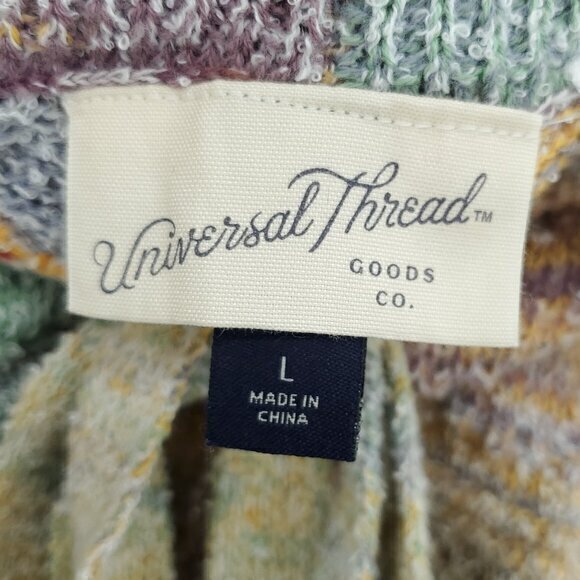 Universal Thread™
GOODS
CO.
L
MADE IN
CHINA